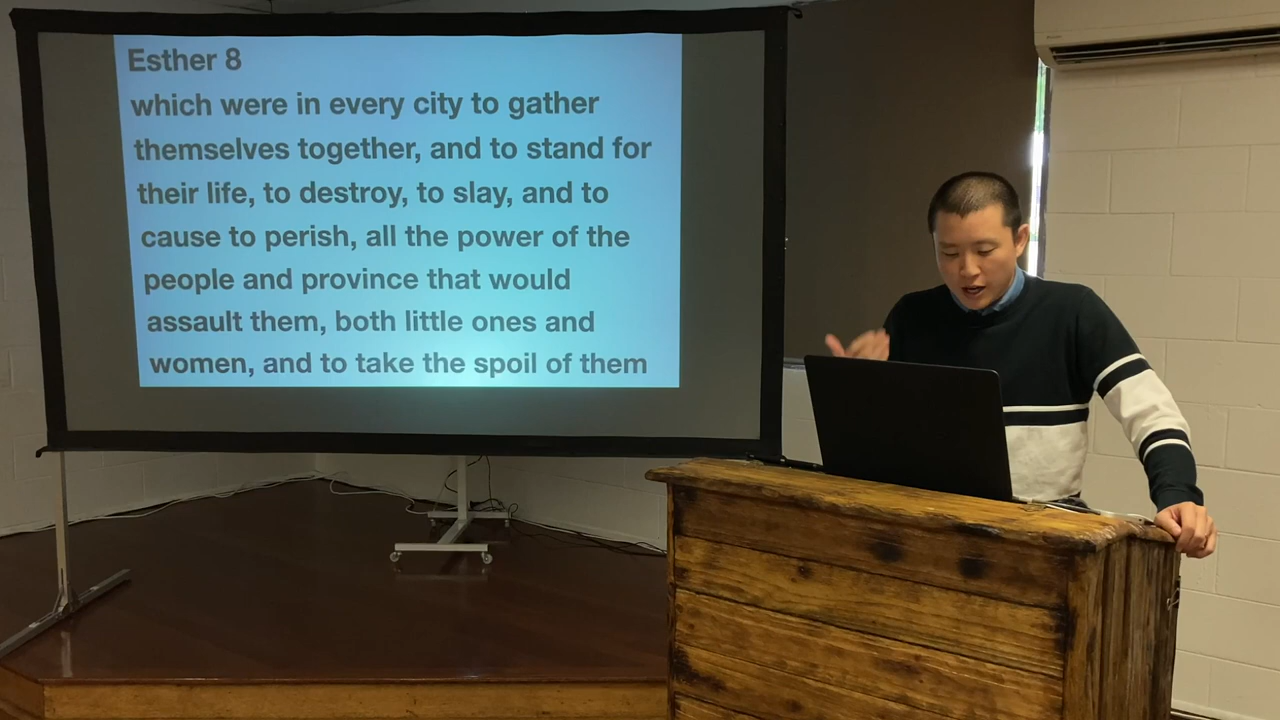 Esther 8
which were in every city to gather
themselves together, and to stand for
their life, to destroy, to slay, and to
cause to perish, all the power of the
people and province that would
assault them, both little ones and
women, and to take the spoil of them